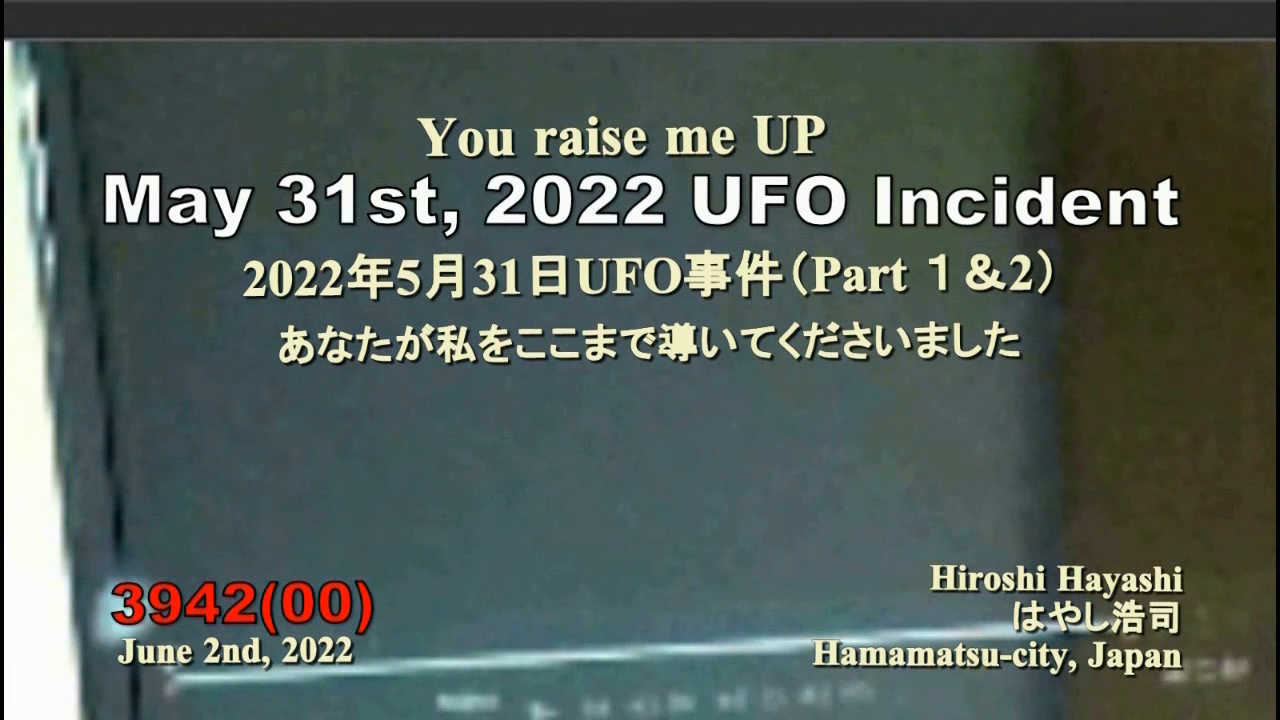 You raise me UP
May 31st, 2022 UFO Incident
2022年5月31日UFO事件(Part 1&2)
あなたが私をここまで導いてくださいました
3942(00)
June 2nd, 2022
Hiroshi Hayashi
はやし浩司
Hamamatsu-city, Japan